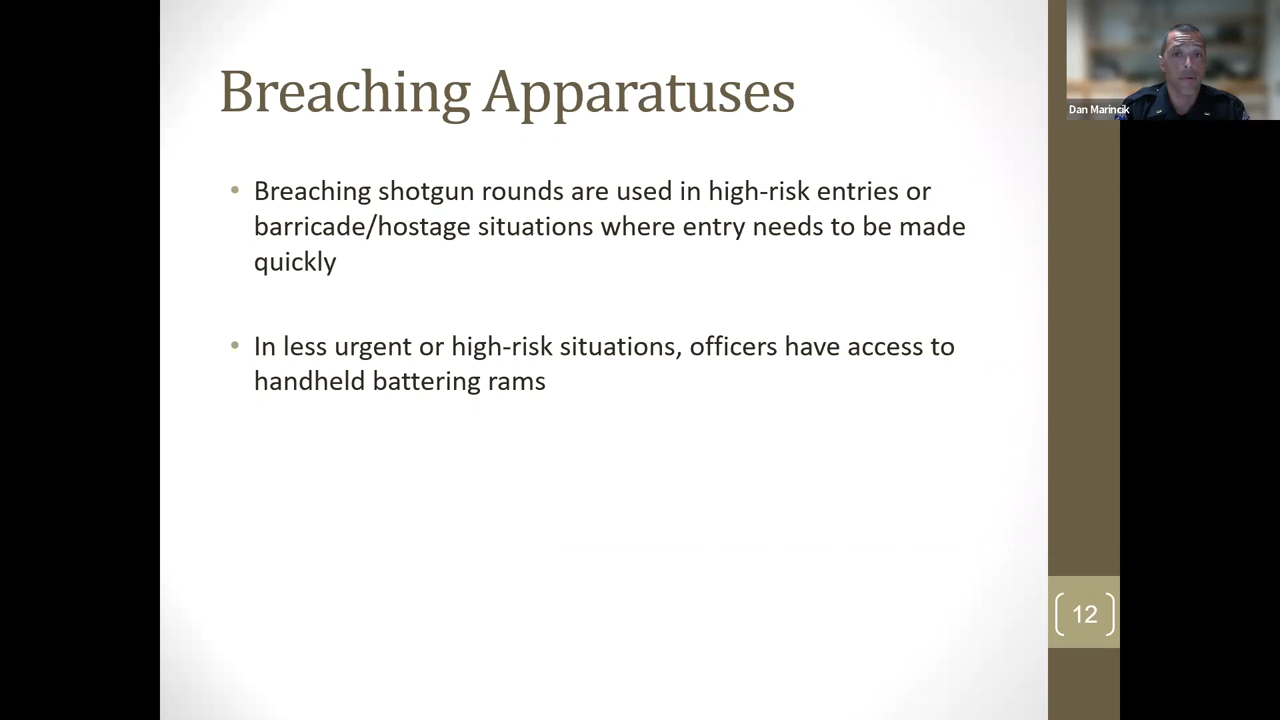 Breaching Apparatuses
Dan Marincik
• Breaching shotgun rounds are used in high-risk entries or
barricade/hostage situations where entry needs to be made
quickly
• In less urgent or high-risk situations, officers have access to
handheld battering rams
12